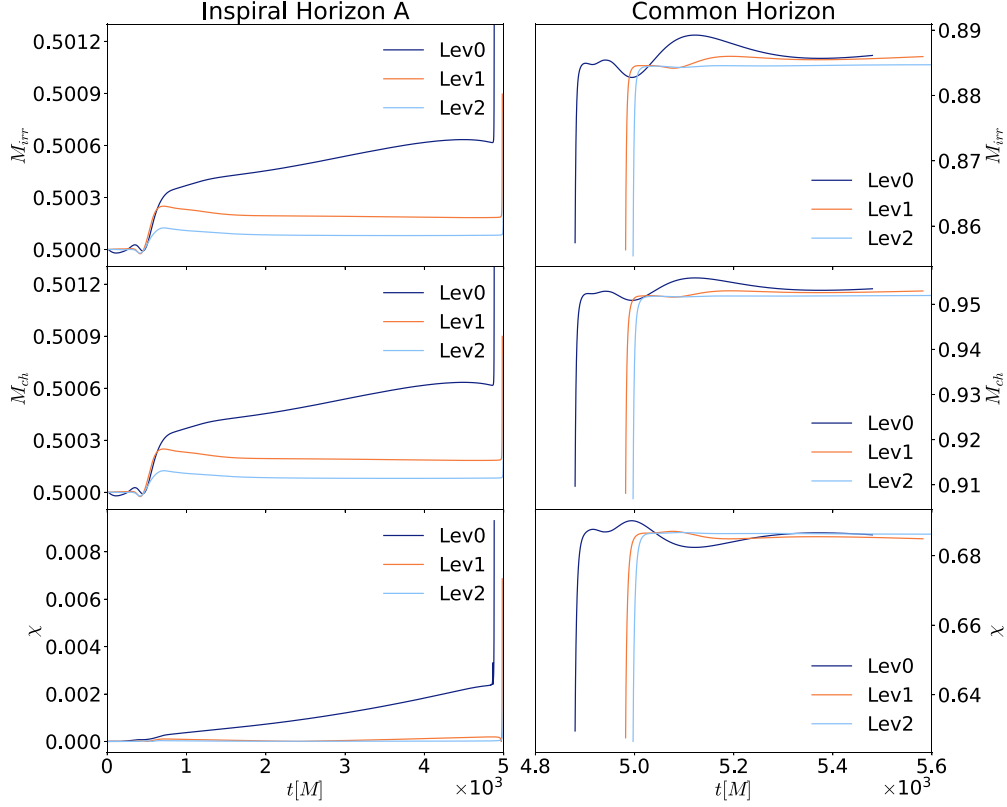 Inspiral Horizon A
Common Horizon
0.5012
0.5009
0.5006
0.5003
0.5000
M_irr
Lev0
Lev1
Lev2
0.89
0.88
0.87
0.86
M_irr
Lev0
Lev1
Lev2
0.5012
0.5009
0.5006
0.5003
0.5000
M_ch
Lev0
Lev1
Lev2
0.95
0.94
0.93
0.92
0.91
M_ch
Lev0
Lev1
Lev2
0.008
0.006
0.004
0.002
0.000
χ
Lev0
Lev1
Lev2
0.68
0.66
0.64
χ
Lev0
Lev1
Lev2
0 1 2 3 4 5
t[M]
×10³
4.8 5.0 5.2 5.4 5.6
t[M]
×10³